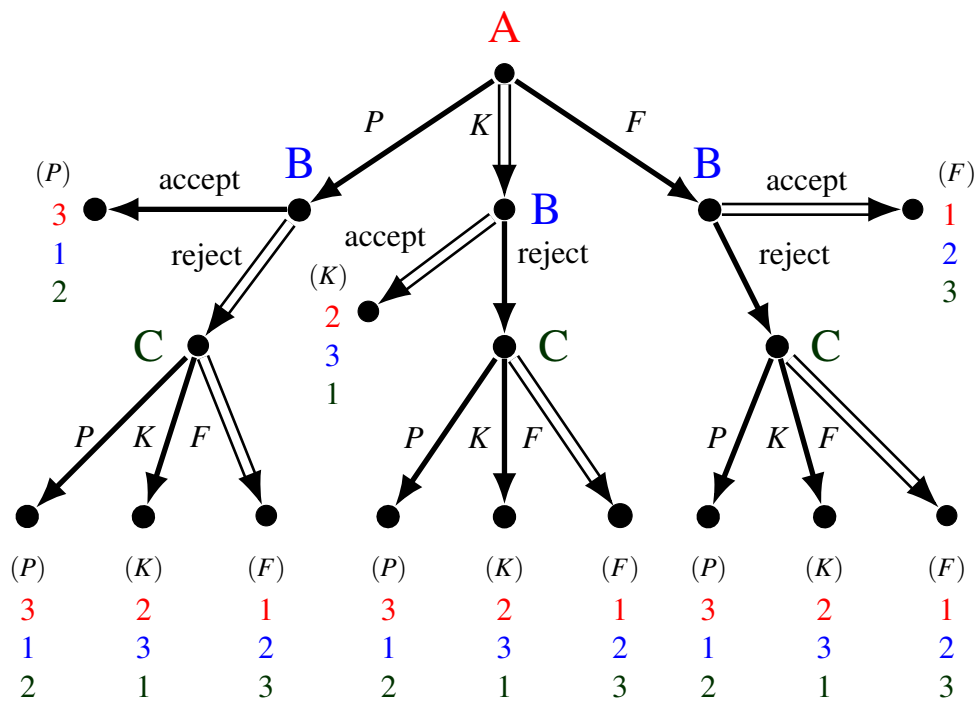 A
P K F
B B B
(P) accept accept (F)
3 1
1 reject accept reject reject 2
2 (K) 3
2
3
1
C C C
P K F P K F P K F
(P) (K) (F) (P) (K) (F) (P) (K) (F)
3 2 1 3 2 1 3 2 1
1 3 2 1 3 2 1 3 2
2 1 3 2 1 3 2 1 3